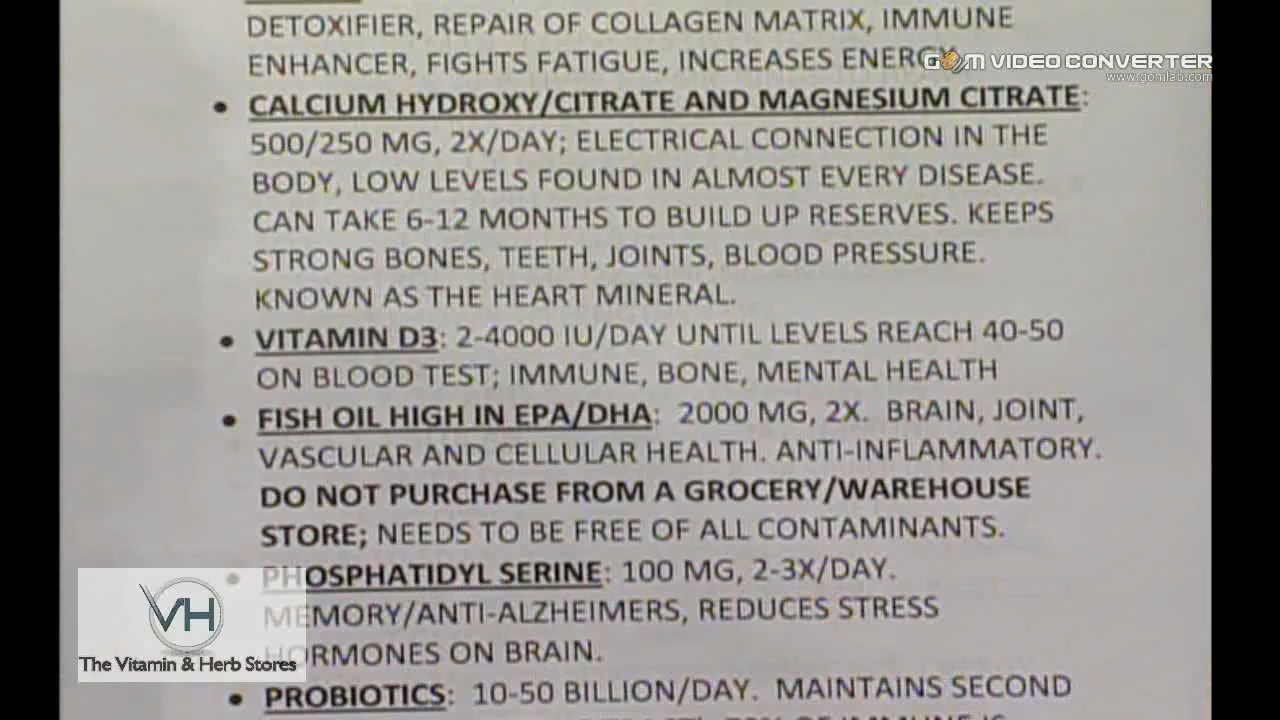 DETOXIFIER, REPAIR OF COLLAGEN MATRIX, IMMUNE
ENHANCER, FIGHTS FATIGUE, INCREASES ENERGY
GOM VIDEO CONVERTER
www.gomlab.com
• CALCIUM HYDROXY/CITRATE AND MAGNESIUM CITRATE:
500/250 MG, 2X/DAY; ELECTRICAL CONNECTION IN THE
BODY, LOW LEVELS FOUND IN ALMOST EVERY DISEASE.
CAN TAKE 6-12 MONTHS TO BUILD UP RESERVES. KEEPS
STRONG BONES, TEETH, JOINTS, BLOOD PRESSURE.
KNOWN AS THE HEART MINERAL.
• VITAMIN D3: 2-4000 IU/DAY UNTIL LEVELS REACH 40-50
ON BLOOD TEST; IMMUNE, BONE, MENTAL HEALTH
• FISH OIL HIGH IN EPA/DHA: 2000 MG, 2X. BRAIN, JOINT,
VASCULAR AND CELLULAR HEALTH. ANTI-INFLAMMATORY.
DO NOT PURCHASE FROM A GROCERY/WAREHOUSE
STORE; NEEDS TO BE FREE OF ALL CONTAMINANTS.
• PHOSPHATIDYL SERINE: 100 MG, 2-3X/DAY.
MEMORY/ANTI-ALZHEIMERS, REDUCES STRESS
HORMONES ON BRAIN.
VH
The Vitamin & Herb Stores
• PROBIOTICS: 10-50 BILLION/DAY. MAINTAINS SECOND